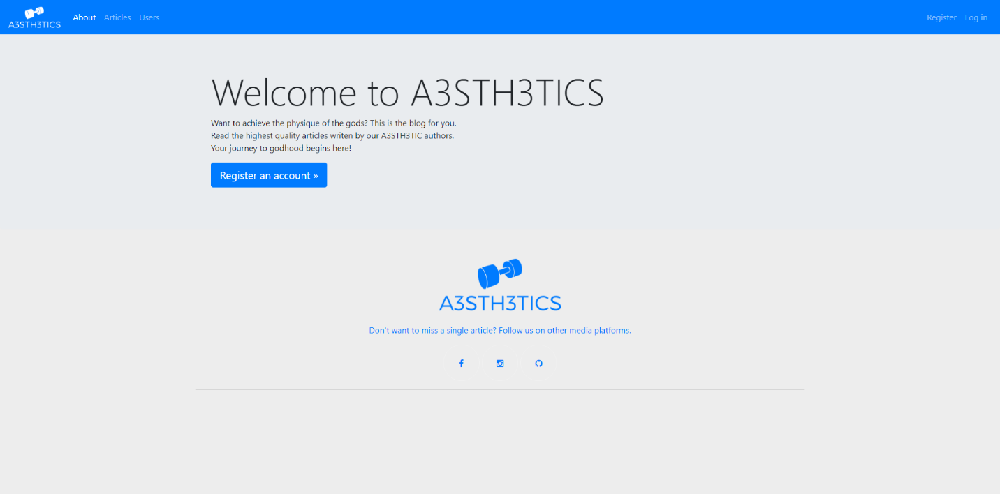 A3STH3TICS
About Articles Users Register Log in
Welcome to A3STH3TICS
Want to achieve the physique of the gods? This is the blog for you.
Read the highest quality articles writen by our A3STH3TIC authors.
Your journey to godhood begins here!
Register an account »
A3STH3TICS
Don't want to miss a single article? Follow us on other media platforms.